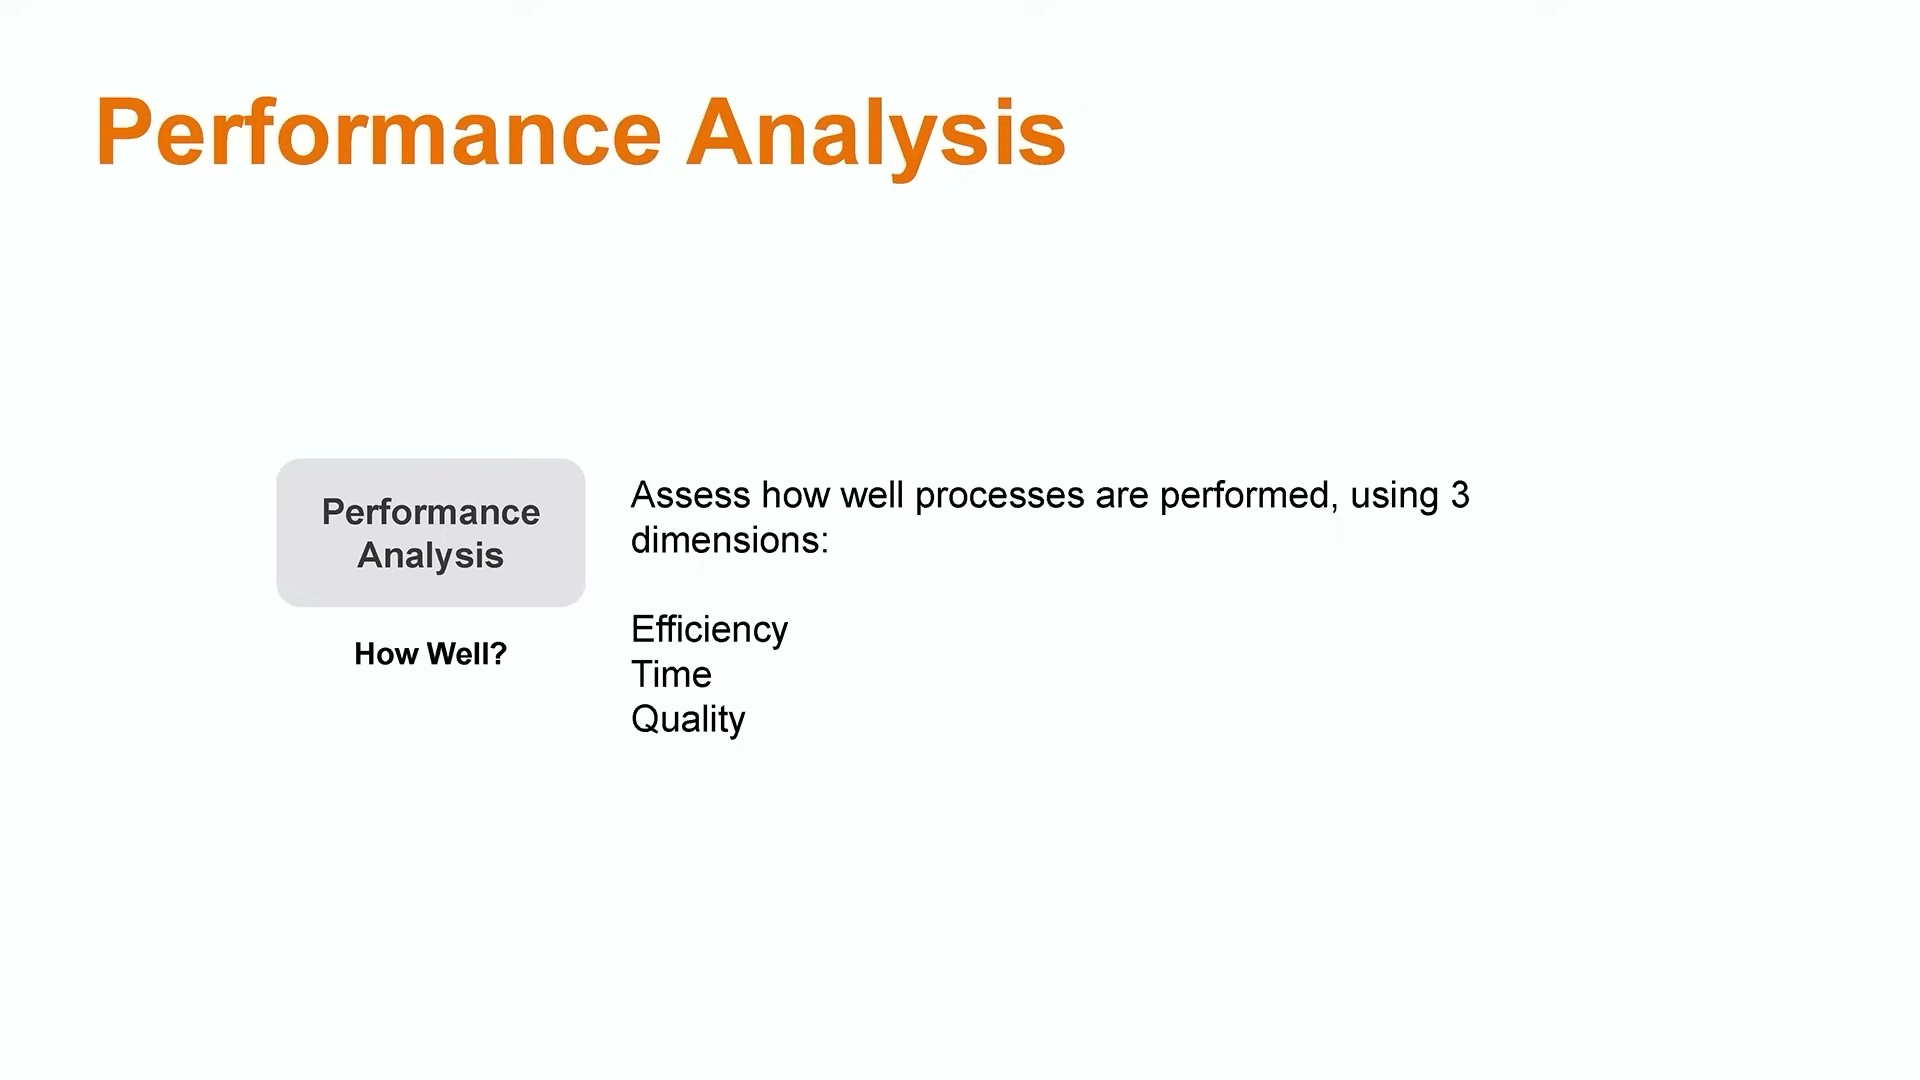 Performance Analysis
Performance
Analysis
How Well?
Assess how well processes are performed, using 3
dimensions:
Efficiency
Time
Quality